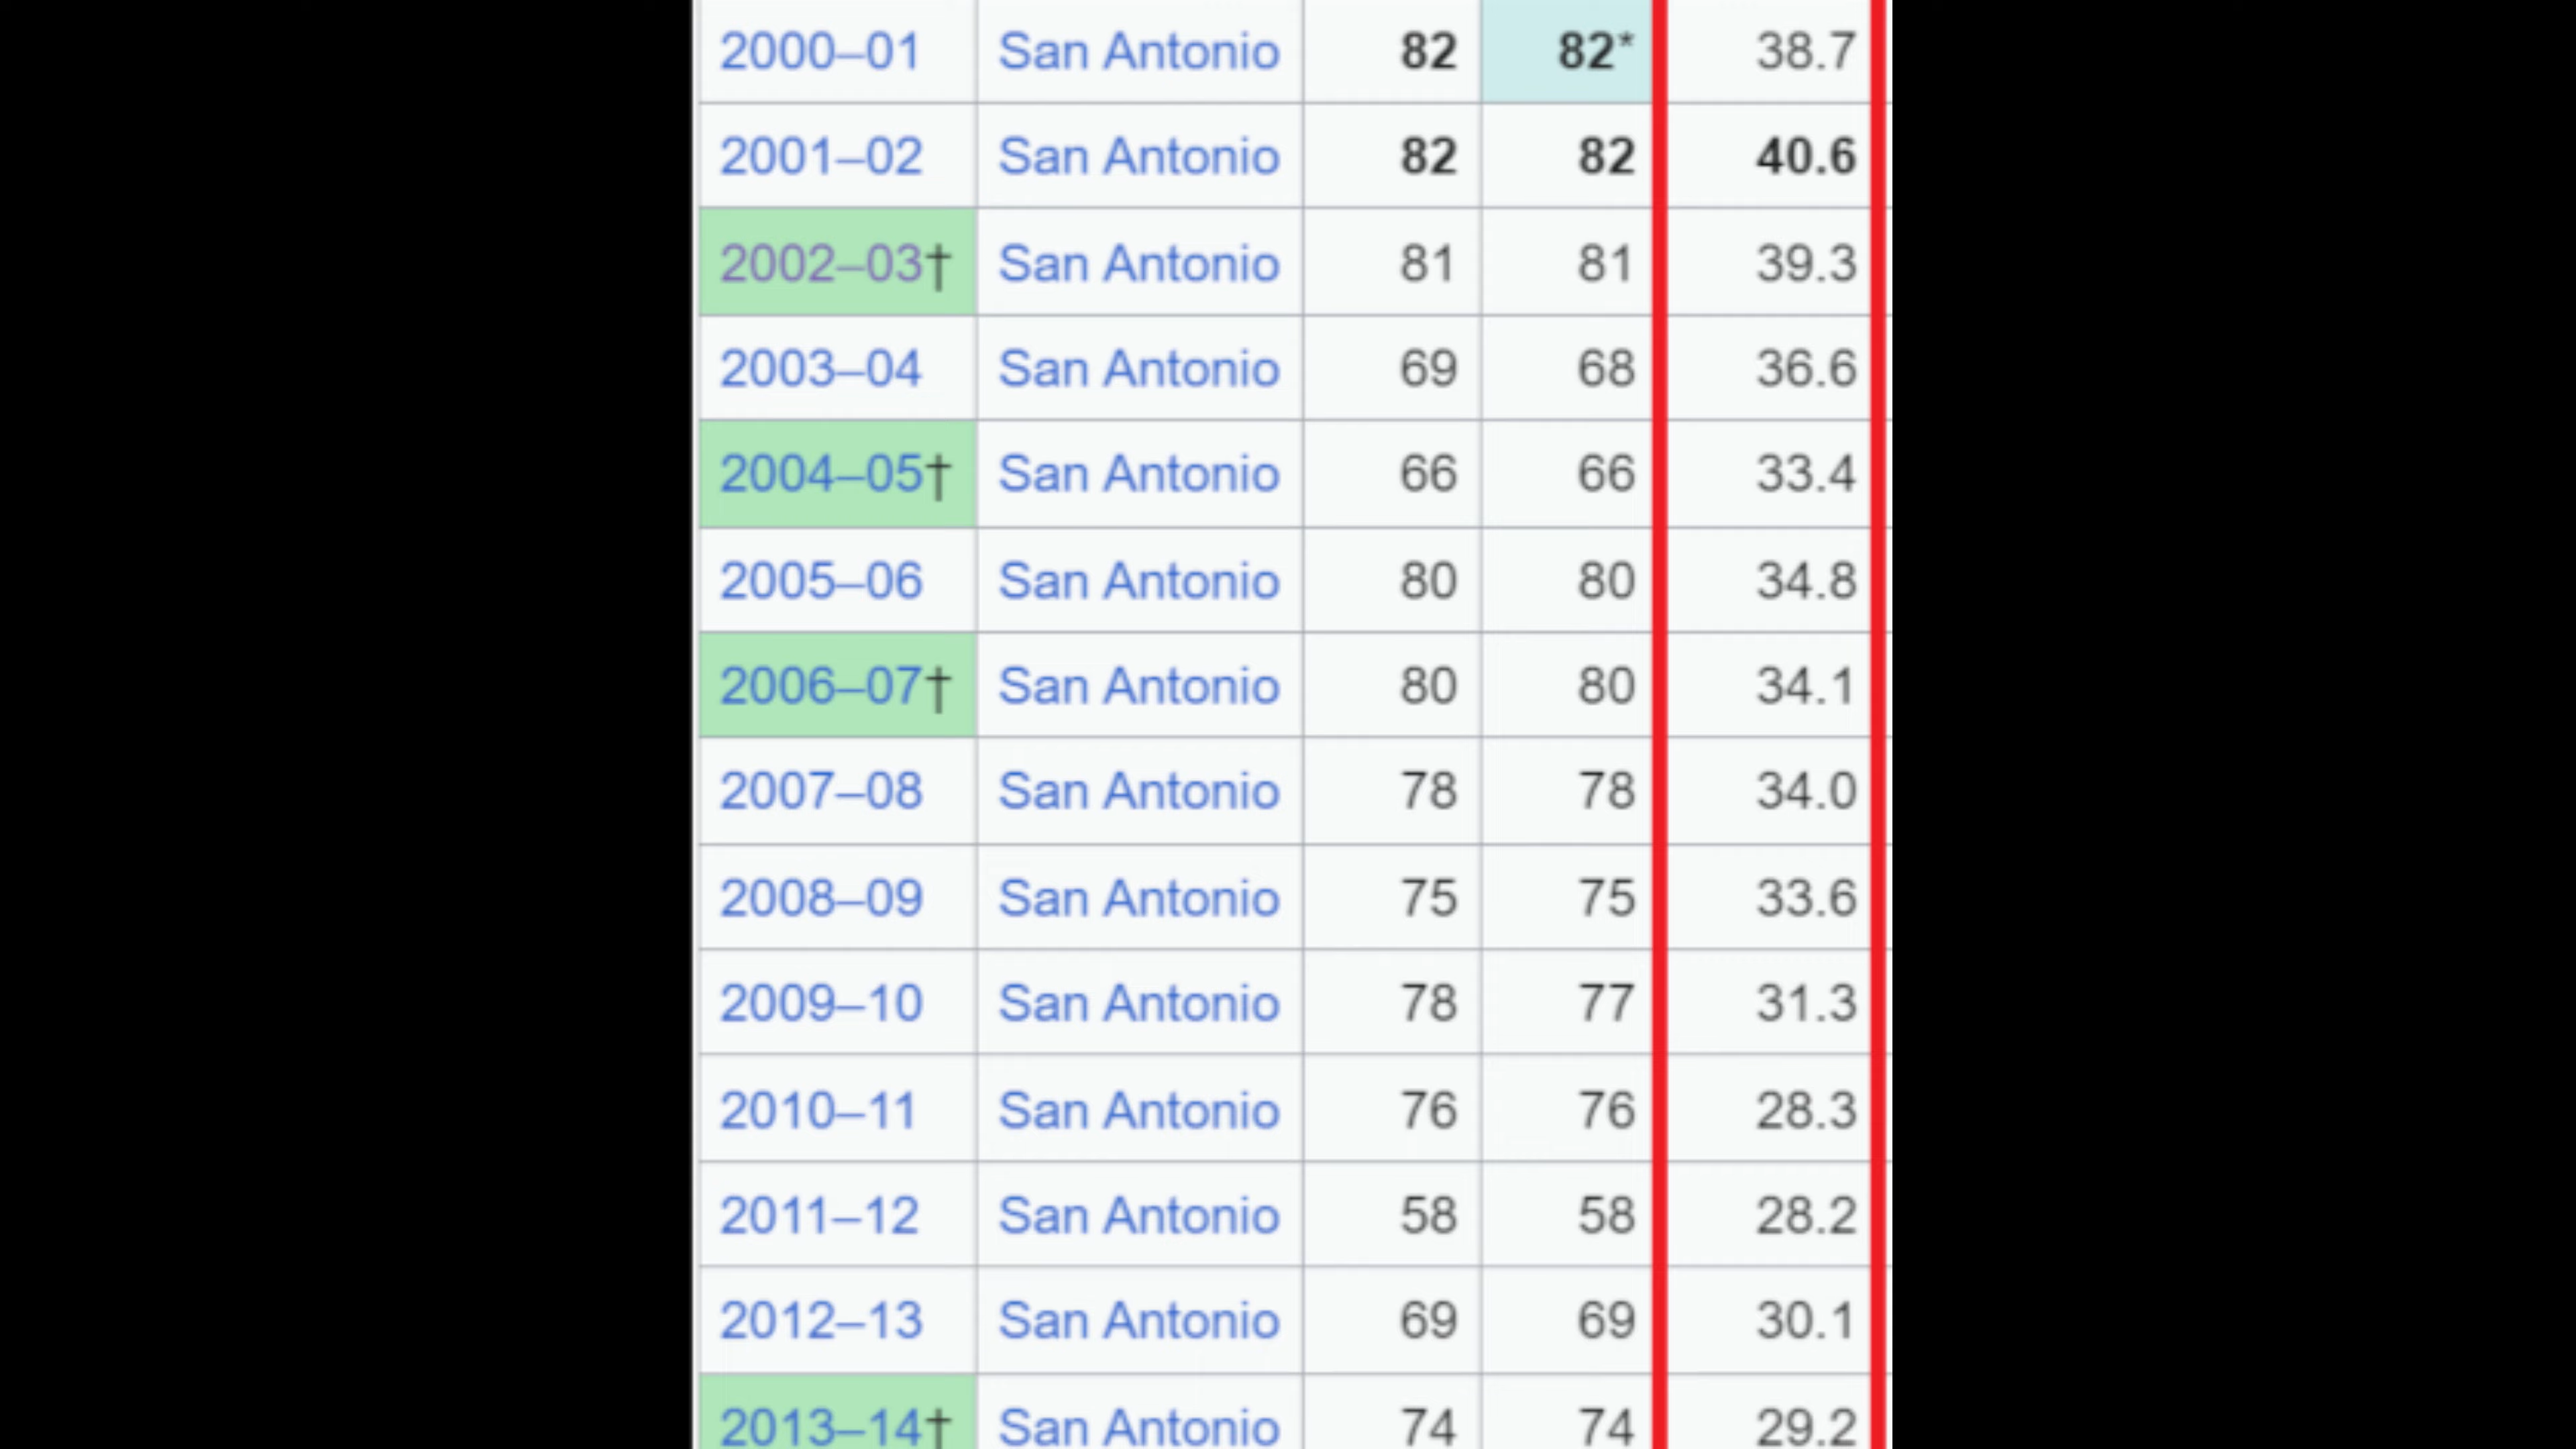 2000–01 San Antonio 82 82* 38.7
2001–02 San Antonio 82 82 40.6
2002–03† San Antonio 81 81 39.3
2003–04 San Antonio 69 68 36.6
2004–05† San Antonio 66 66 33.4
2005–06 San Antonio 80 80 34.8
2006–07† San Antonio 80 80 34.1
2007–08 San Antonio 78 78 34.0
2008–09 San Antonio 75 75 33.6
2009–10 San Antonio 78 77 31.3
2010–11 San Antonio 76 76 28.3
2011–12 San Antonio 58 58 28.2
2012–13 San Antonio 69 69 30.1
2013–14† San Antonio 74 74 29.2